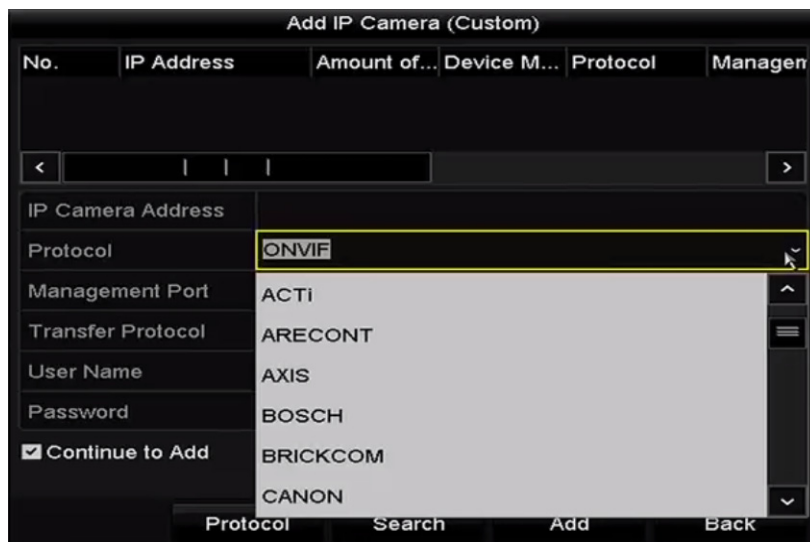 Add IP Camera (Custom)
No. IP Address Amount of... Device M... Protocol Managem
IP Camera Address
Protocol ONVIF
Management Port ACTi
Transfer Protocol ARECONT
User Name AXIS
Password BOSCH
Continue to Add BRICKCOM
CANON
Protocol Search Add Back